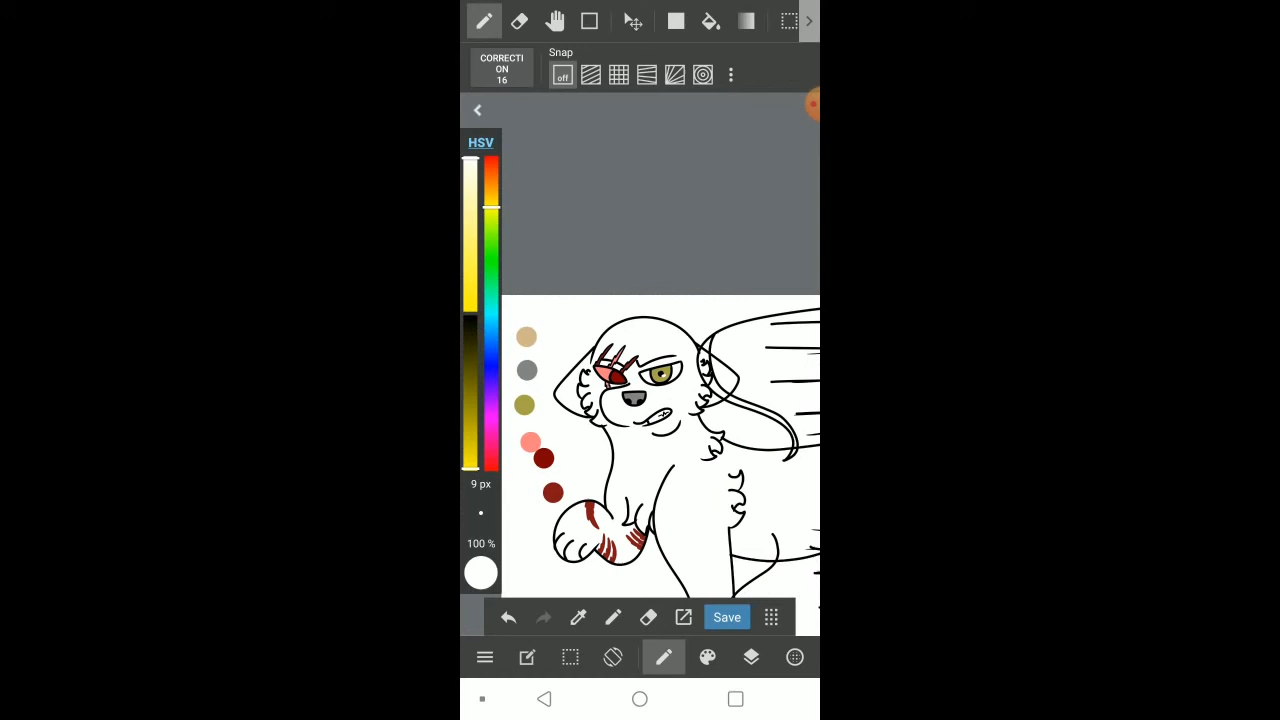 CORRECTI
ON
16
Snap
off
HSV
9 px
100 %
Save